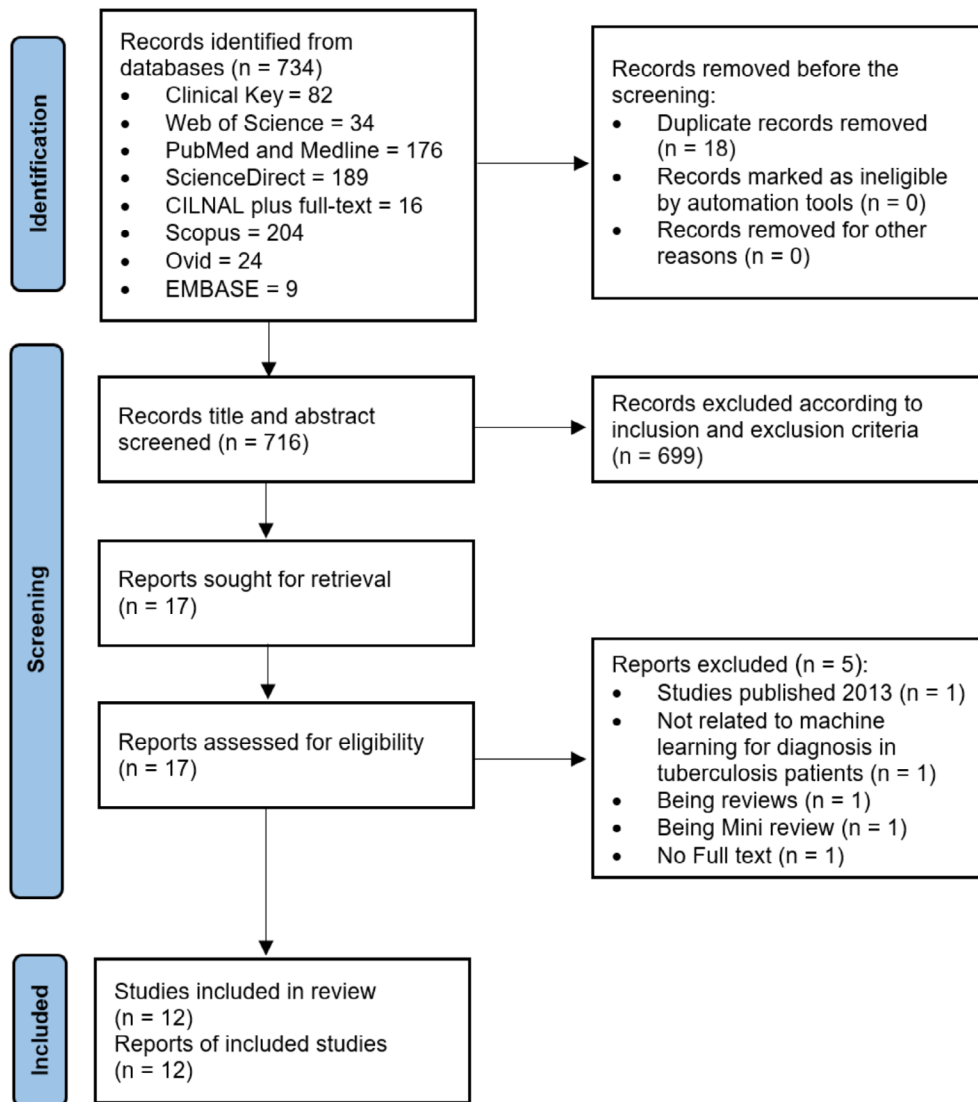 Identification
Records identified from
databases (n = 734)
• Clinical Key = 82
• Web of Science = 34
• PubMed and Medline = 176
• ScienceDirect = 189
• CILNAL plus full-text = 16
• Scopus = 204
• Ovid = 24
• EMBASE = 9
Records removed before the
screening:
• Duplicate records removed
(n = 18)
• Records marked as ineligible
by automation tools (n = 0)
• Records removed for other
reasons (n = 0)
Screening
Records title and abstract
screened (n = 716)
Records excluded according to
inclusion and exclusion criteria
(n = 699)
Reports sought for retrieval
(n = 17)
Reports assessed for eligibility
(n = 17)
Reports excluded (n = 5):
• Studies published 2013 (n = 1)
• Not related to machine
learning for diagnosis in
tuberculosis patients (n = 1)
• Being reviews (n = 1)
• Being Mini review (n = 1)
• No Full text (n = 1)
Included
Studies included in review
(n = 12)
Reports of included studies
(n = 12)